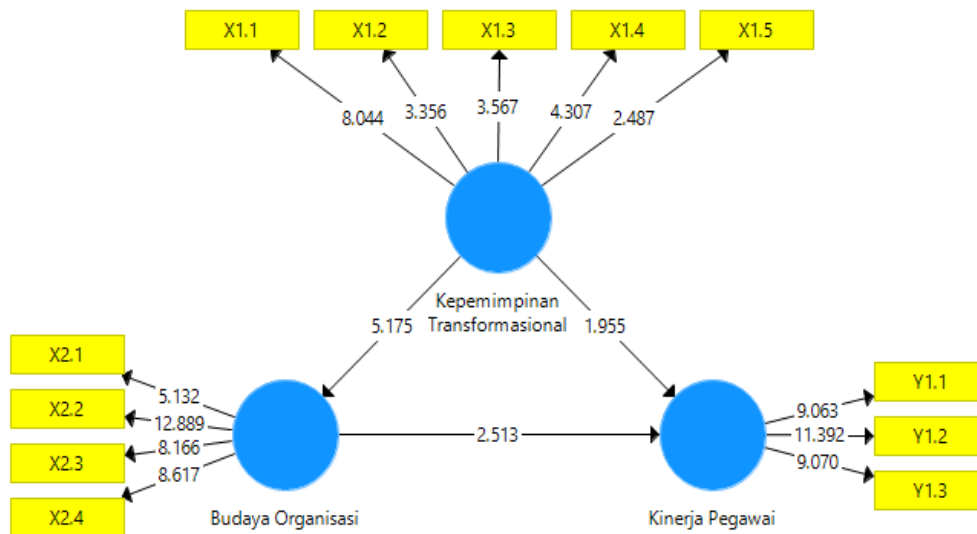 X1.1
X1.2
X1.3
X1.4
X1.5
8.044
3.356
3.567
4.307
2.487
Kepemimpinan
Transformasional
5.175
1.955
X2.1
X2.2
X2.3
X2.4
5.132
12.889
8.166
8.617
2.513
9.063
11.392
9.070
Y1.1
Y1.2
Y1.3
Budaya Organisasi
Kinerja Pegawai